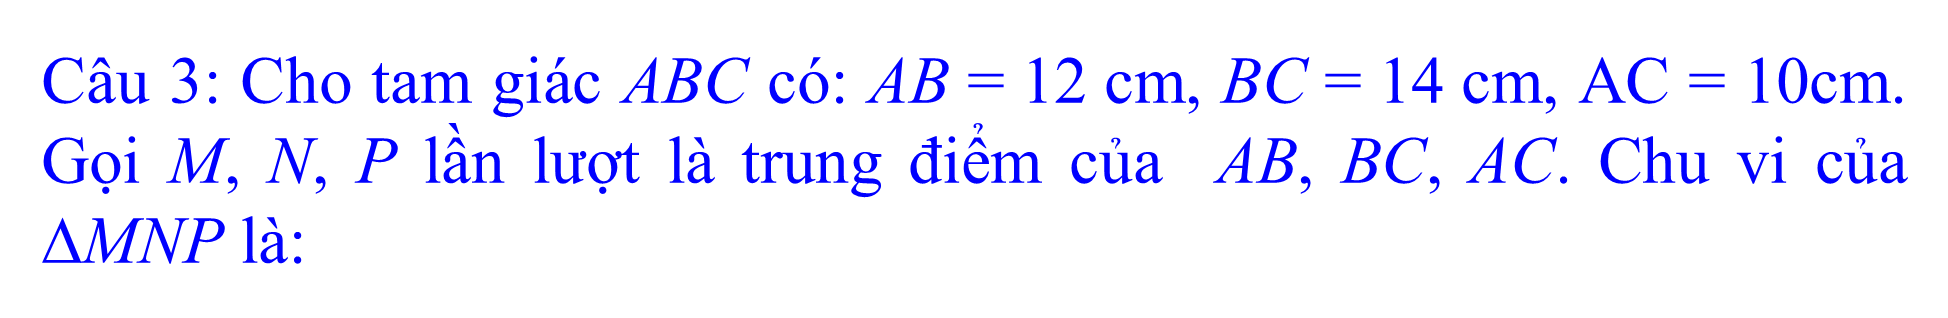 Câu 3: Cho tam giác ABC có: AB = 12 cm, BC = 14 cm, AC = 10cm.
Gọi M, N, P lần lượt là trung điểm của AB, BC, AC. Chu vi của
ΔMNP là: